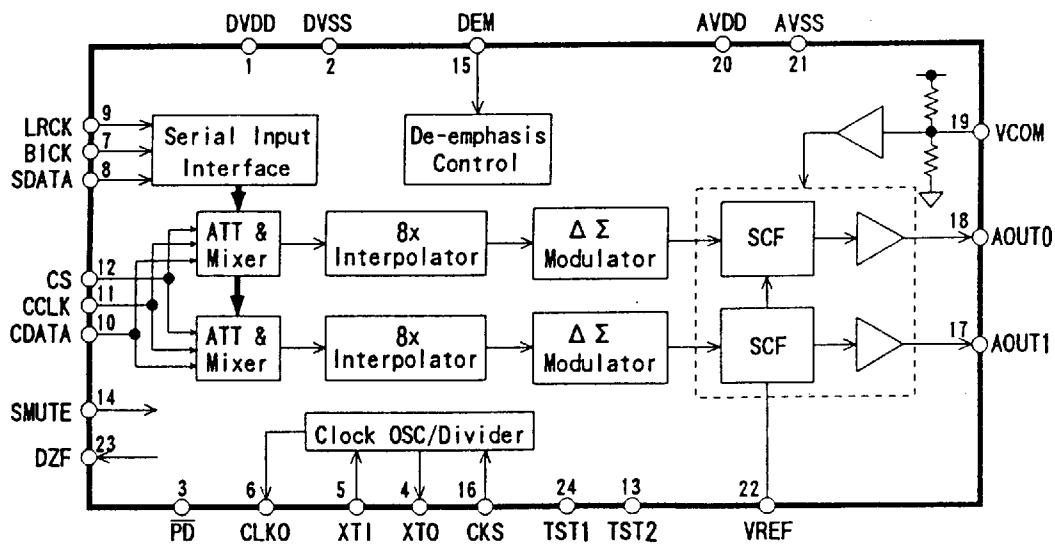 DVDD DVSS DEM AVDD AVSS
1 2 15 20 21
LRCK 9
BICK 7
SDATA 8
Serial Input
Interface
De-emphasis
Control
19 VCOM
ATT &
Mixer
8x
Interpolator
Δ Σ
Modulator
SCF
18 AOUT0
CS 12
CCLK 11
CDATA 10
ATT &
Mixer
8x
Interpolator
Δ Σ
Modulator
SCF
17 AOUT1
SMUTE 14
DZF 23
Clock OSC/Divider
3 6 5 4 16 24 13 22
PD CLKO XTI XTO CKS TST1 TST2 VREF